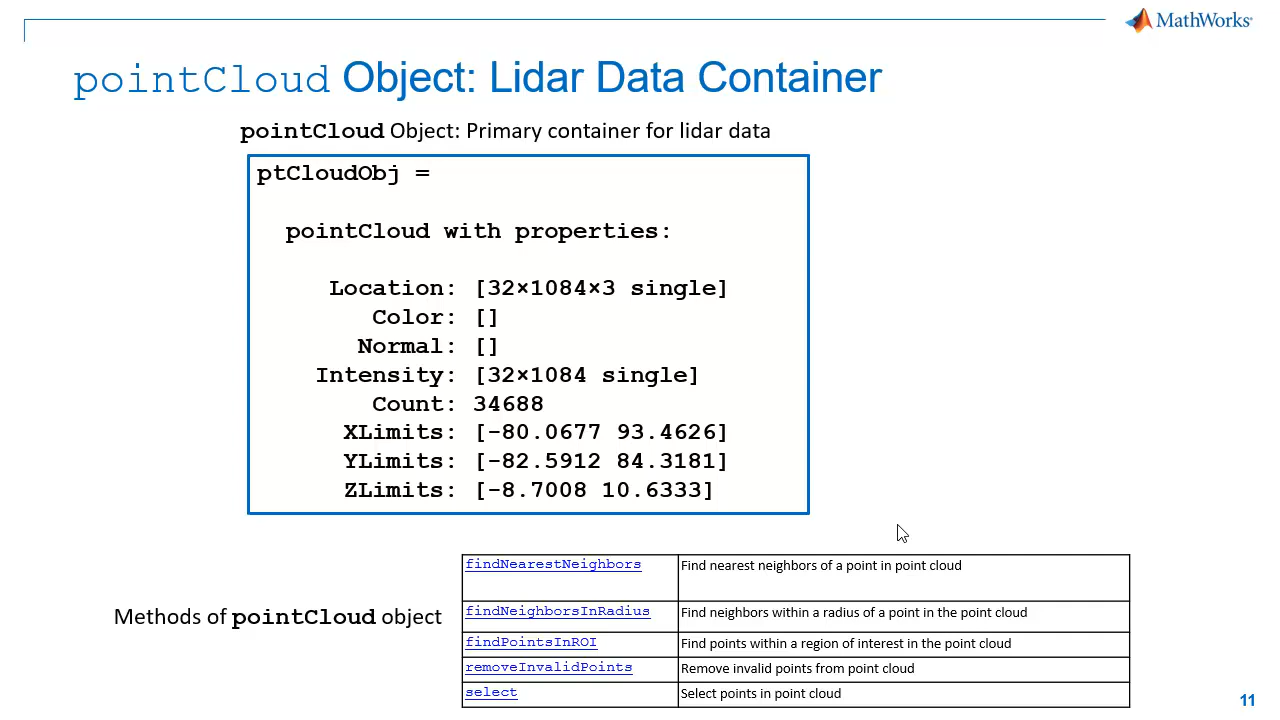 MathWorks®
pointCloud Object: Lidar Data Container
pointCloud Object: Primary container for lidar data
ptCloudObj =
pointCloud with properties:
Location: [32×1084×3 single]
Color: []
Normal: []
Intensity: [32×1084 single]
Count: 34688
XLimits: [-80.0677 93.4626]
YLimits: [-82.5912 84.3181]
ZLimits: [-8.7008 10.6333]
Methods of pointCloud object
findNearestNeighbors Find nearest neighbors of a point in point cloud
findNeighborsInRadius Find neighbors within a radius of a point in the point cloud
findPointsInROI Find points within a region of interest in the point cloud
removeInvalidPoints Remove invalid points from point cloud
select Select points in point cloud
11